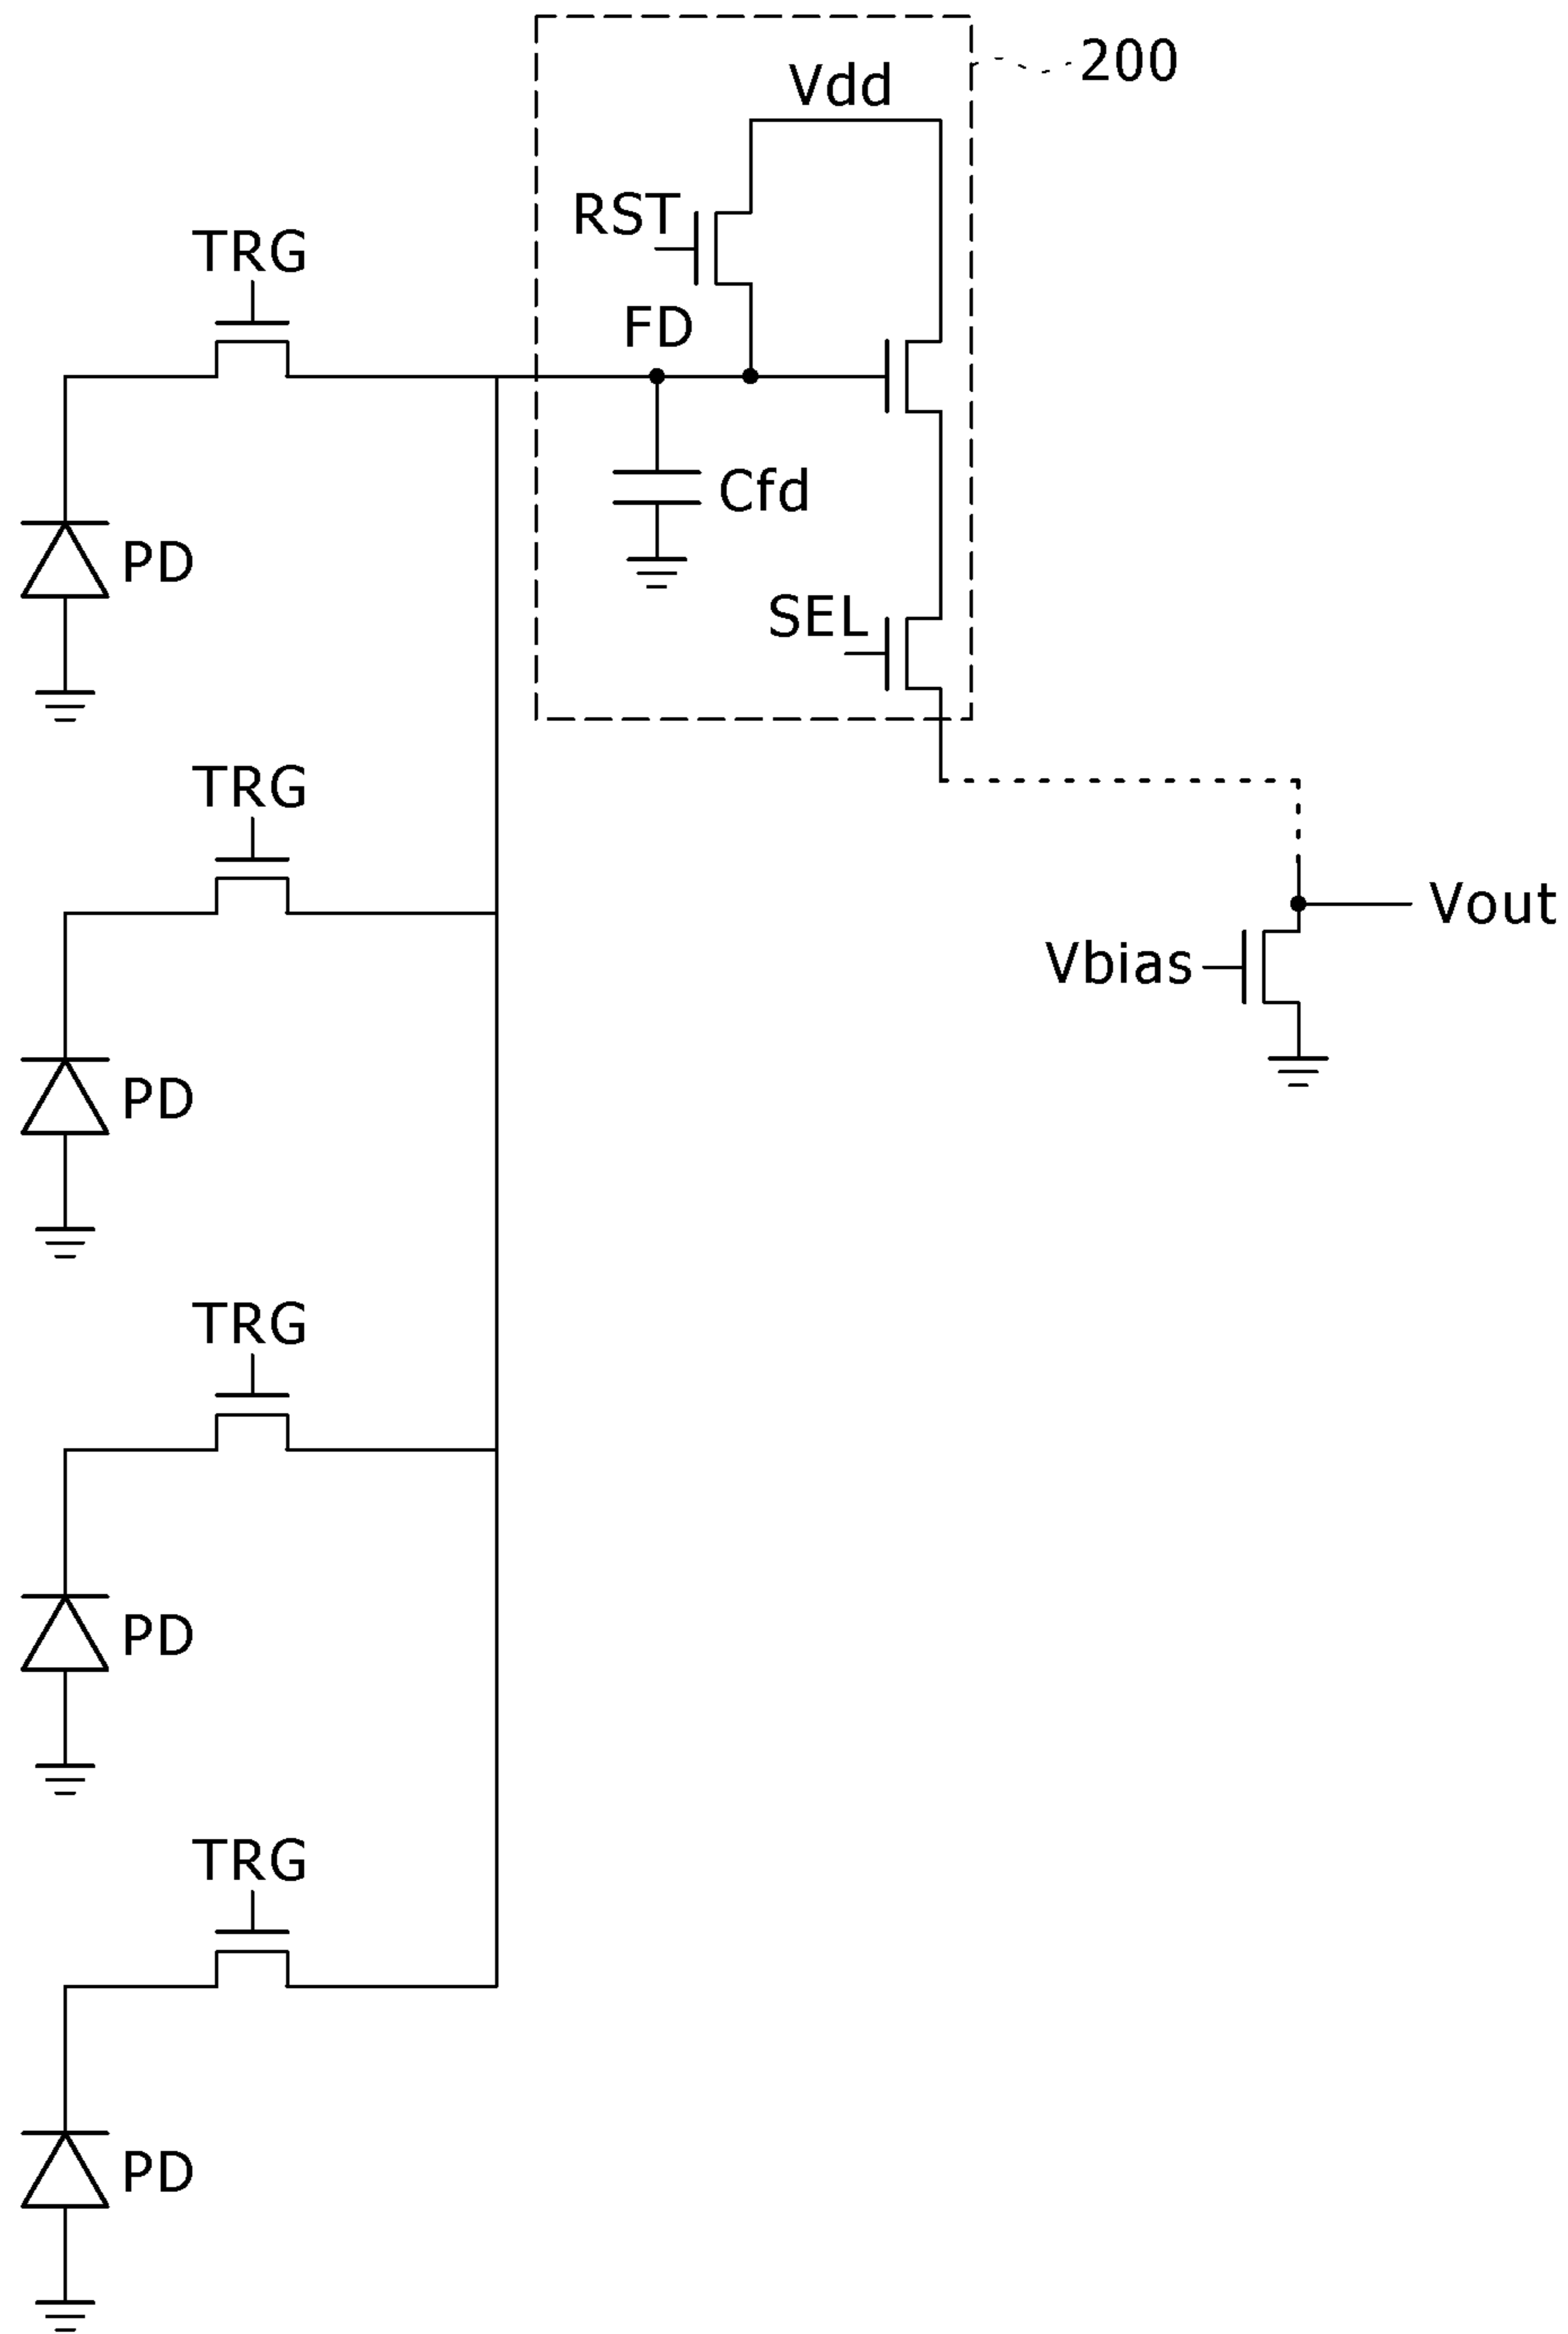 200
Vdd
RST
TRG
FD
Cfd
PD
SEL
TRG
Vout
Vbias
PD
TRG
PD
TRG
PD